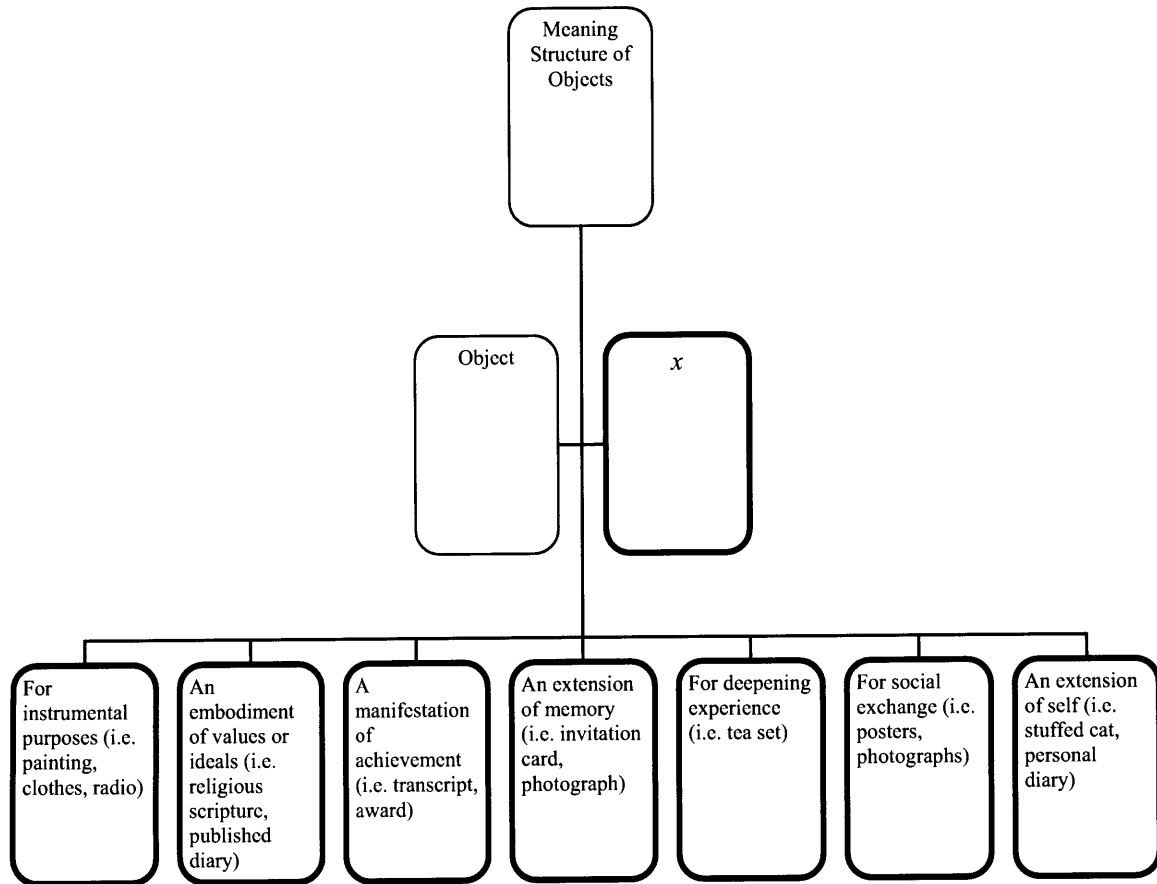 Meaning
Structure of
Objects
Object
x
For
instrumental
purposes (i.e.
painting,
clothes, radio)
An
embodiment
of values or
ideals (i.e.
religious
scripture,
published
diary)
A
manifestation
of
achievement
(i.e. transcript,
award)
An extension
of memory
(i.e. invitation
card,
photograph)
For deepening
experience
(i.e. tea set)
For social
exchange (i.e.
posters,
photographs)
An extension
of self (i.e.
stuffed cat,
personal
diary)